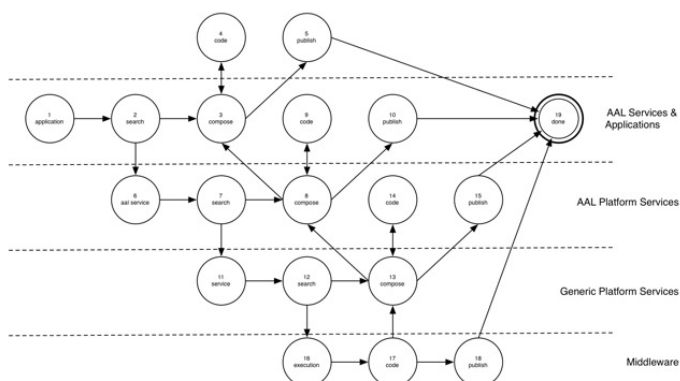 4
code
5
publish
1
application
2
search
3
compose
9
code
10
publish
19
done
AAL Services &
Applications
6
aal service
7
search
8
compose
14
code
15
publish
AAL Platform Services
11
service
12
search
13
compose
Generic Platform Services
16
execution
17
code
18
publish
Middleware